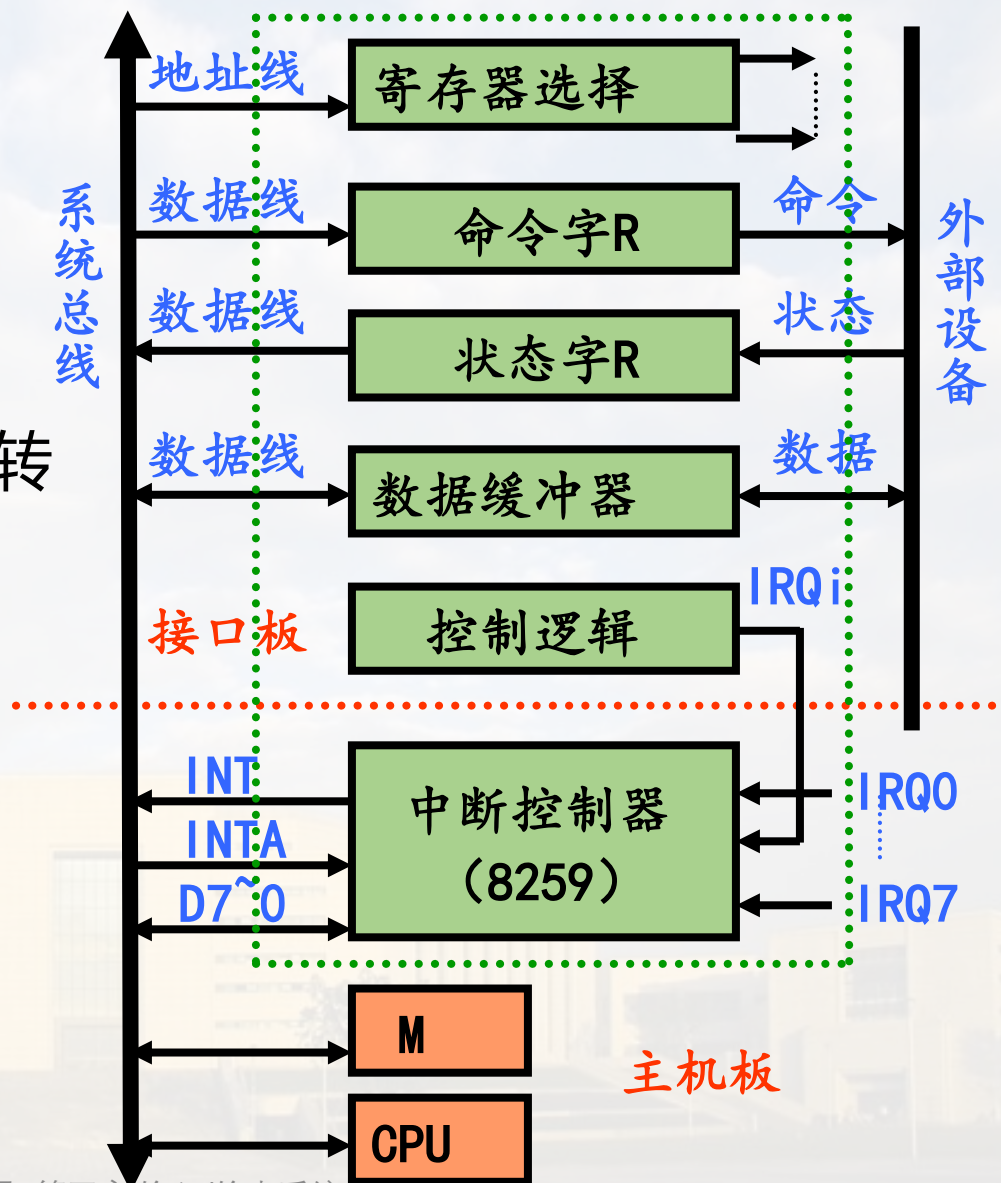 地址线
寄存器选择
系统总线
数据线
命令字R
命令
外部设备
数据线
状态字R
状态
转
数据线
数据缓冲器
数据
IRQi
接口板
控制逻辑
INT
中断控制器
(8259)
IRQ0
INTA
D7~0
IRQ7
M
主机板
CPU